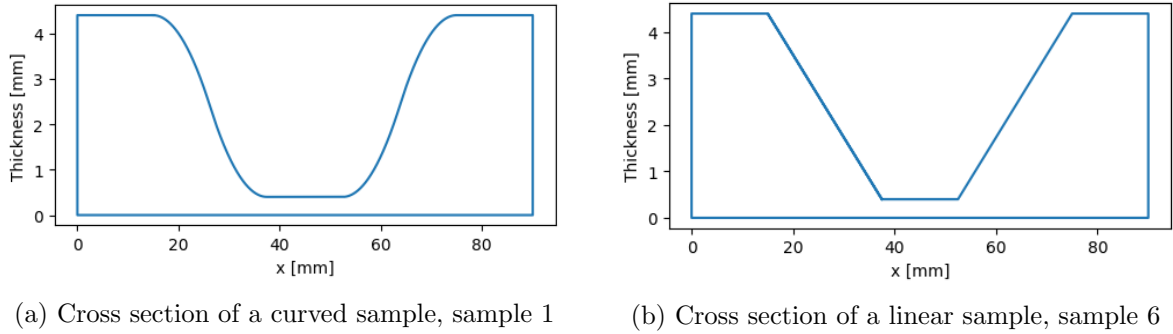 4
3
2
1
0
Thickness [mm]
0 20 40 60 80
x [mm]
(a) Cross section of a curved sample, sample 1
4
3
2
1
0
Thickness [mm]
0 20 40 60 80
x [mm]
(b) Cross section of a linear sample, sample 6